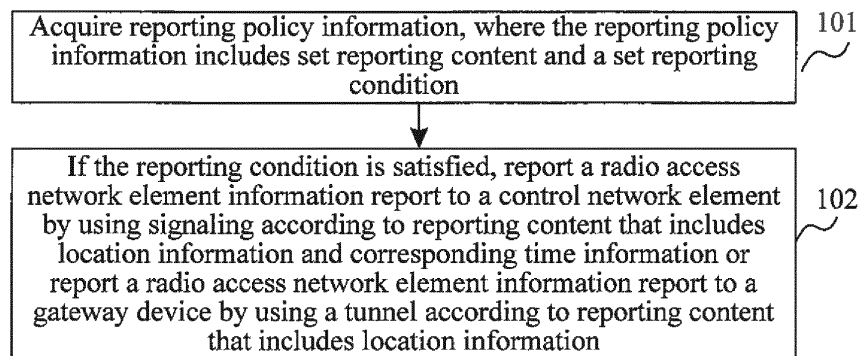 Acquire reporting policy information, where the reporting policy
information includes set reporting content and a set reporting
condition
101
If the reporting condition is satisfied, report a radio access
network element information report to a control network element
by using signaling according to reporting content that includes
location information and corresponding time information or
report a radio access network element information report to a
gateway device by using a tunnel according to reporting content
that includes location information
102